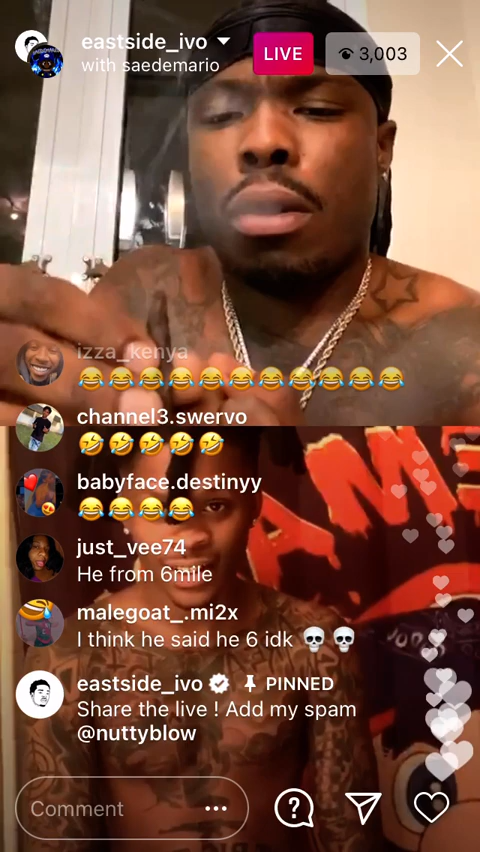 eastside_ivo
with saedemario
LIVE
3,003
izza_kenya
😂😂😂😂😂😂😂😂😂😂😂
channel3.swervo
🤣🤣🤣🤣🤣
babyface.destinyy
😂😂😂😂
AME
just_vee74
He from 6mile
malegoat_.mi2x
I think he said he 6 idk 💀💀
eastside_ivo PINNED
Share the live ! Add my spam
@nuttyblow
Comment